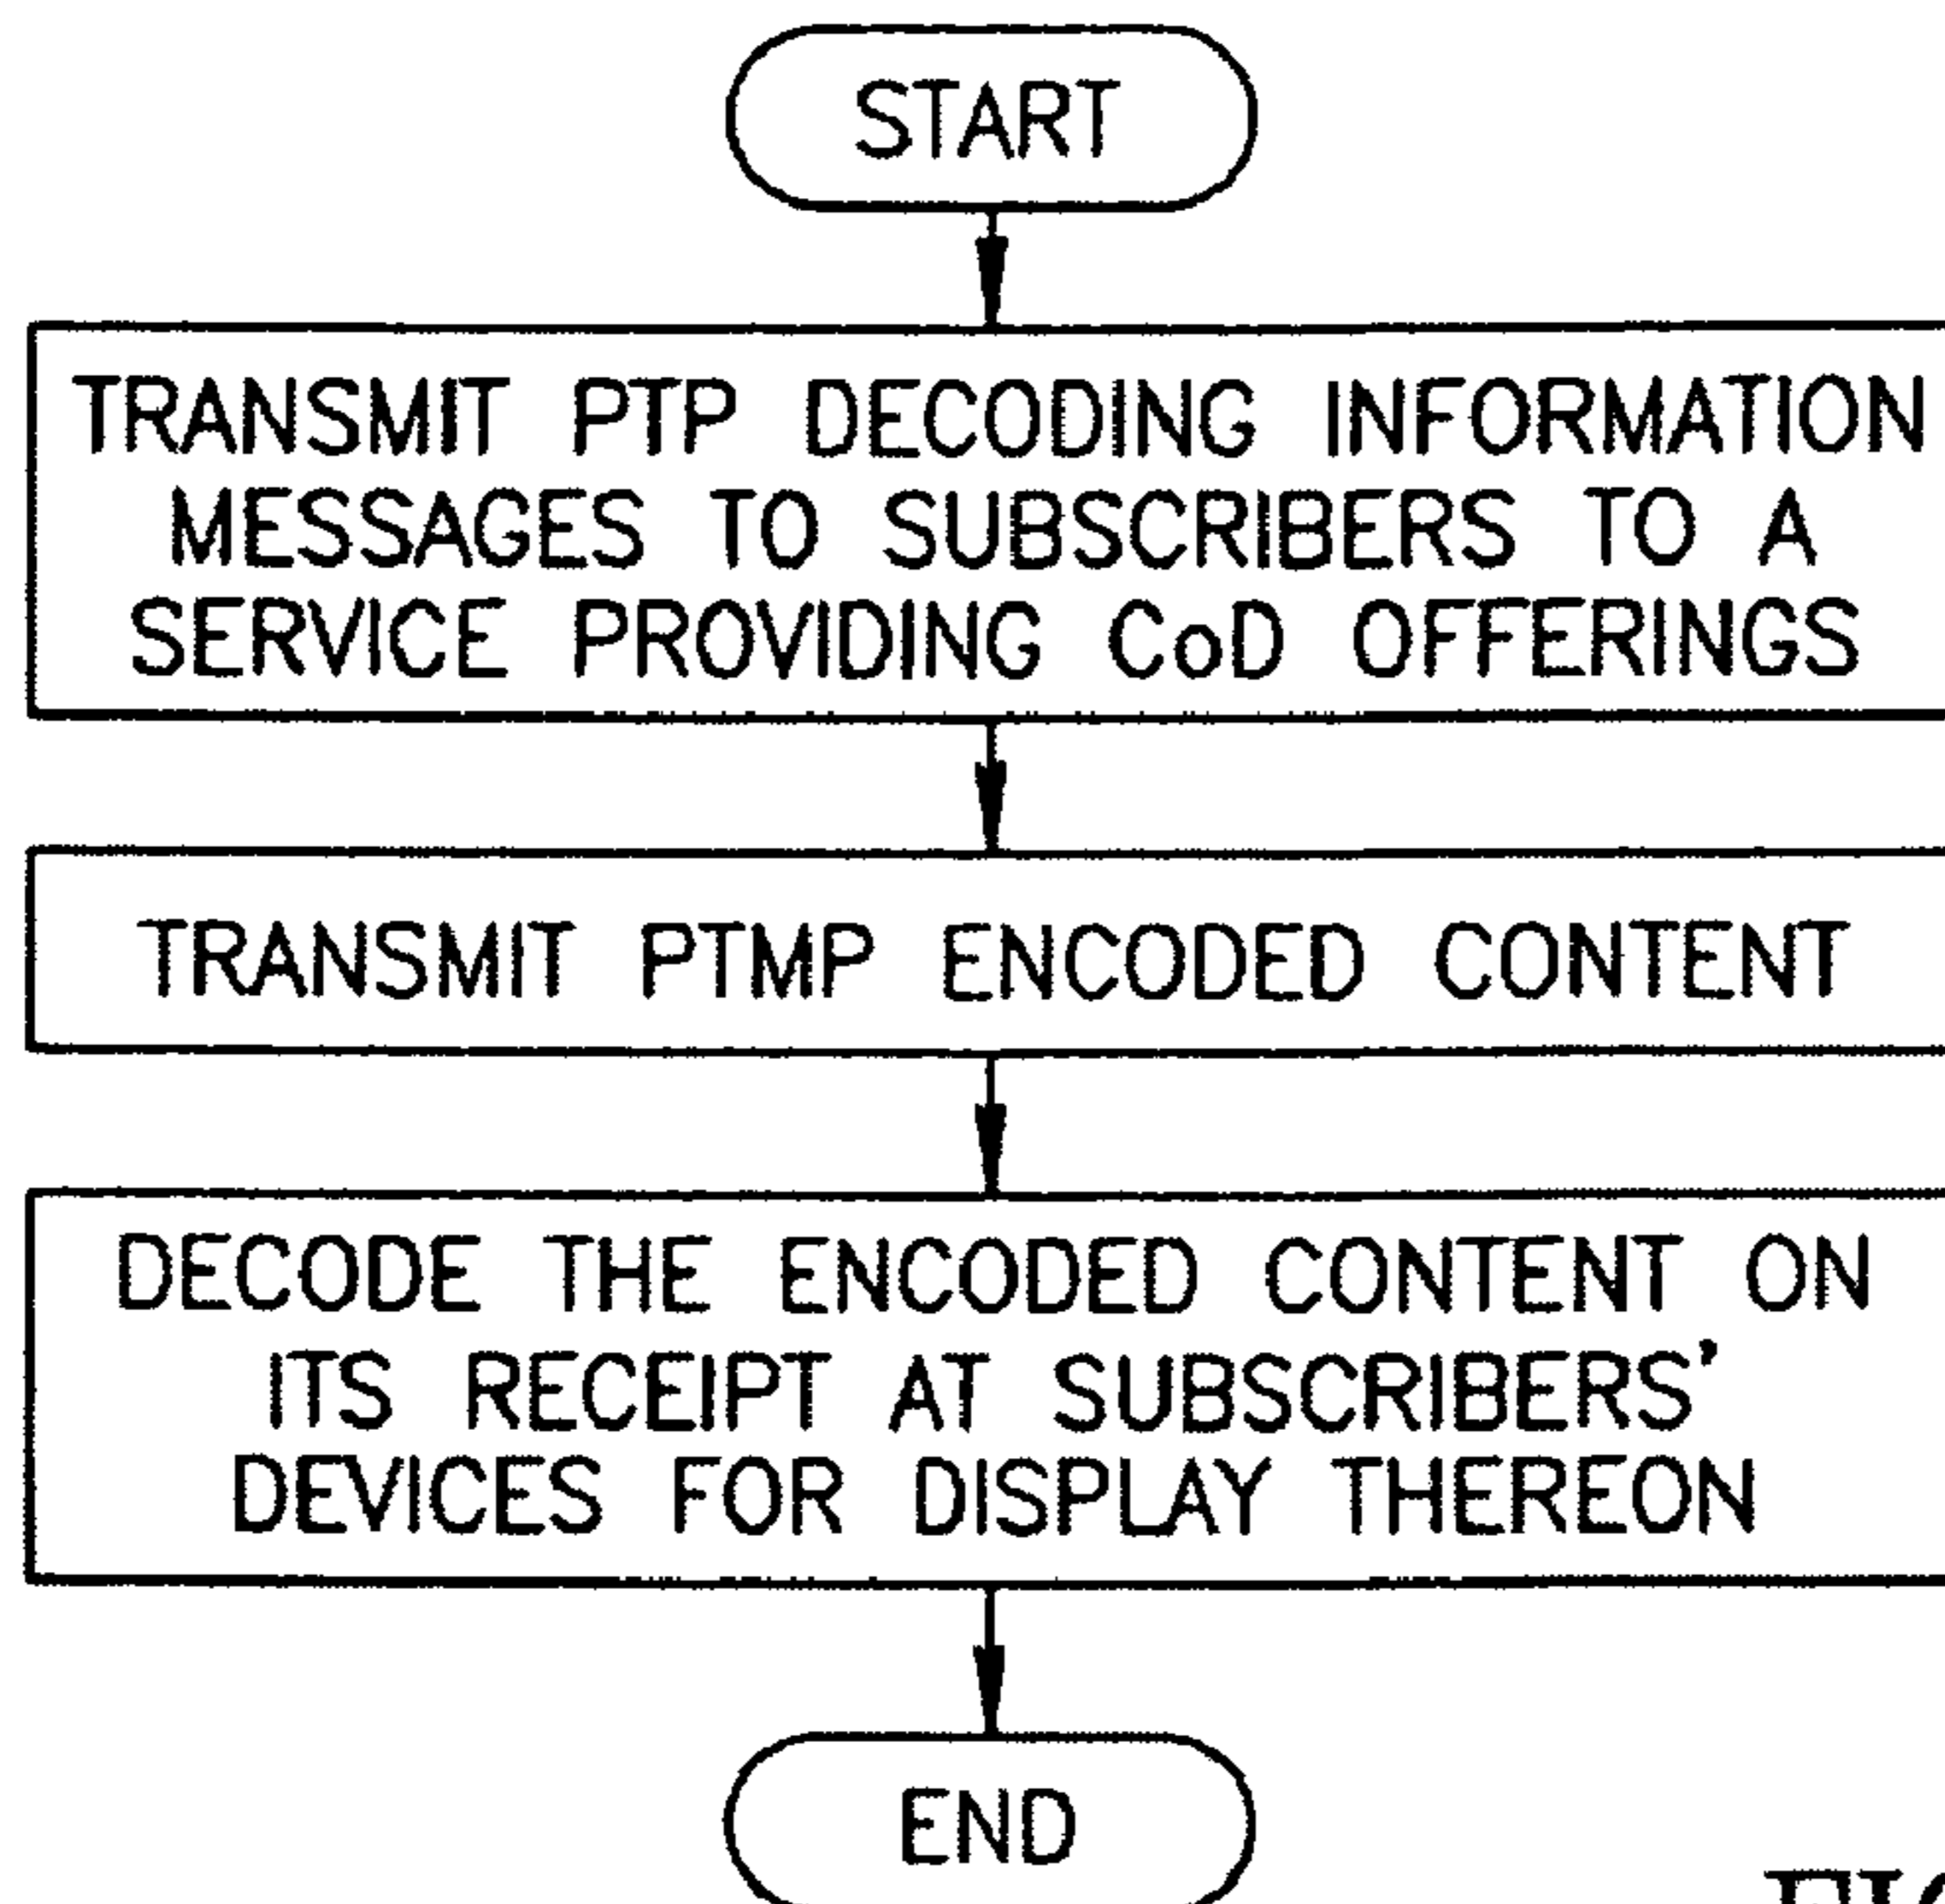 START
TRANSMIT PTP DECODING INFORMATION
MESSAGES TO SUBSCRIBERS TO A
SERVICE PROVIDING CoD OFFERINGS
TRANSMIT PTMP ENCODED CONTENT
DECODE THE ENCODED CONTENT ON
ITS RECEIPT AT SUBSCRIBERS'
DEVICES FOR DISPLAY THEREON
END